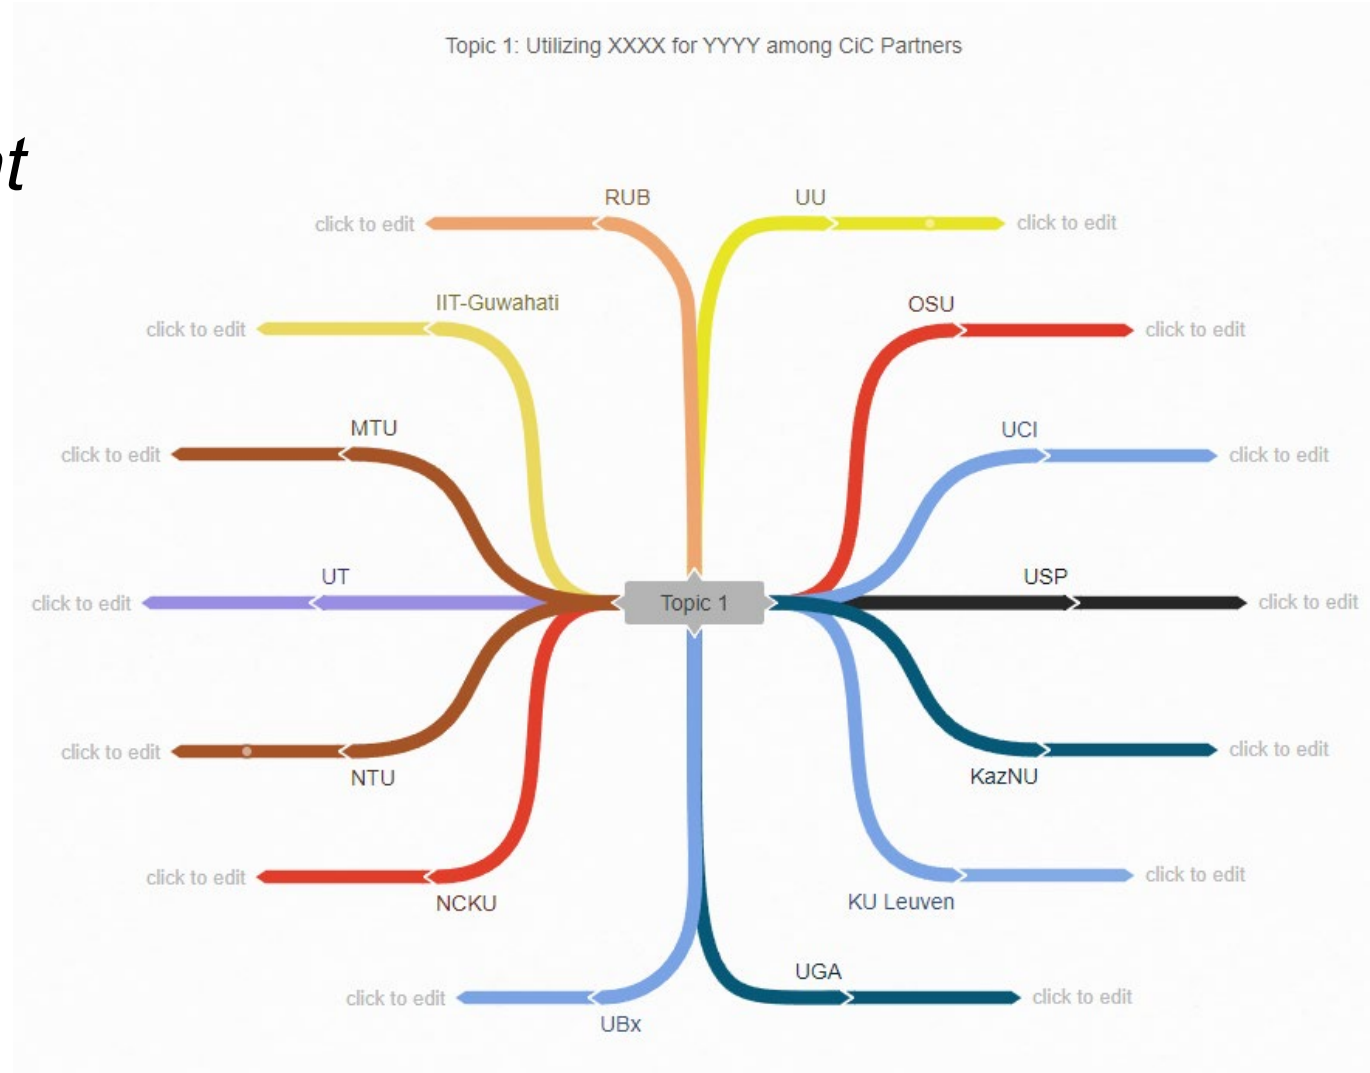 Topic 1: Utilizing XXXX for YYYY among CiC Partners
RUB
UU
click to edit
click to edit
IIT-Guwahati
OSU
click to edit
click to edit
MTU
UCI
click to edit
click to edit
UT
USP
click to edit
Topic 1
click to edit
click to edit
click to edit
NTU
KazNU
click to edit
click to edit
NCKU
KU Leuven
UGA
click to edit
click to edit
UBx